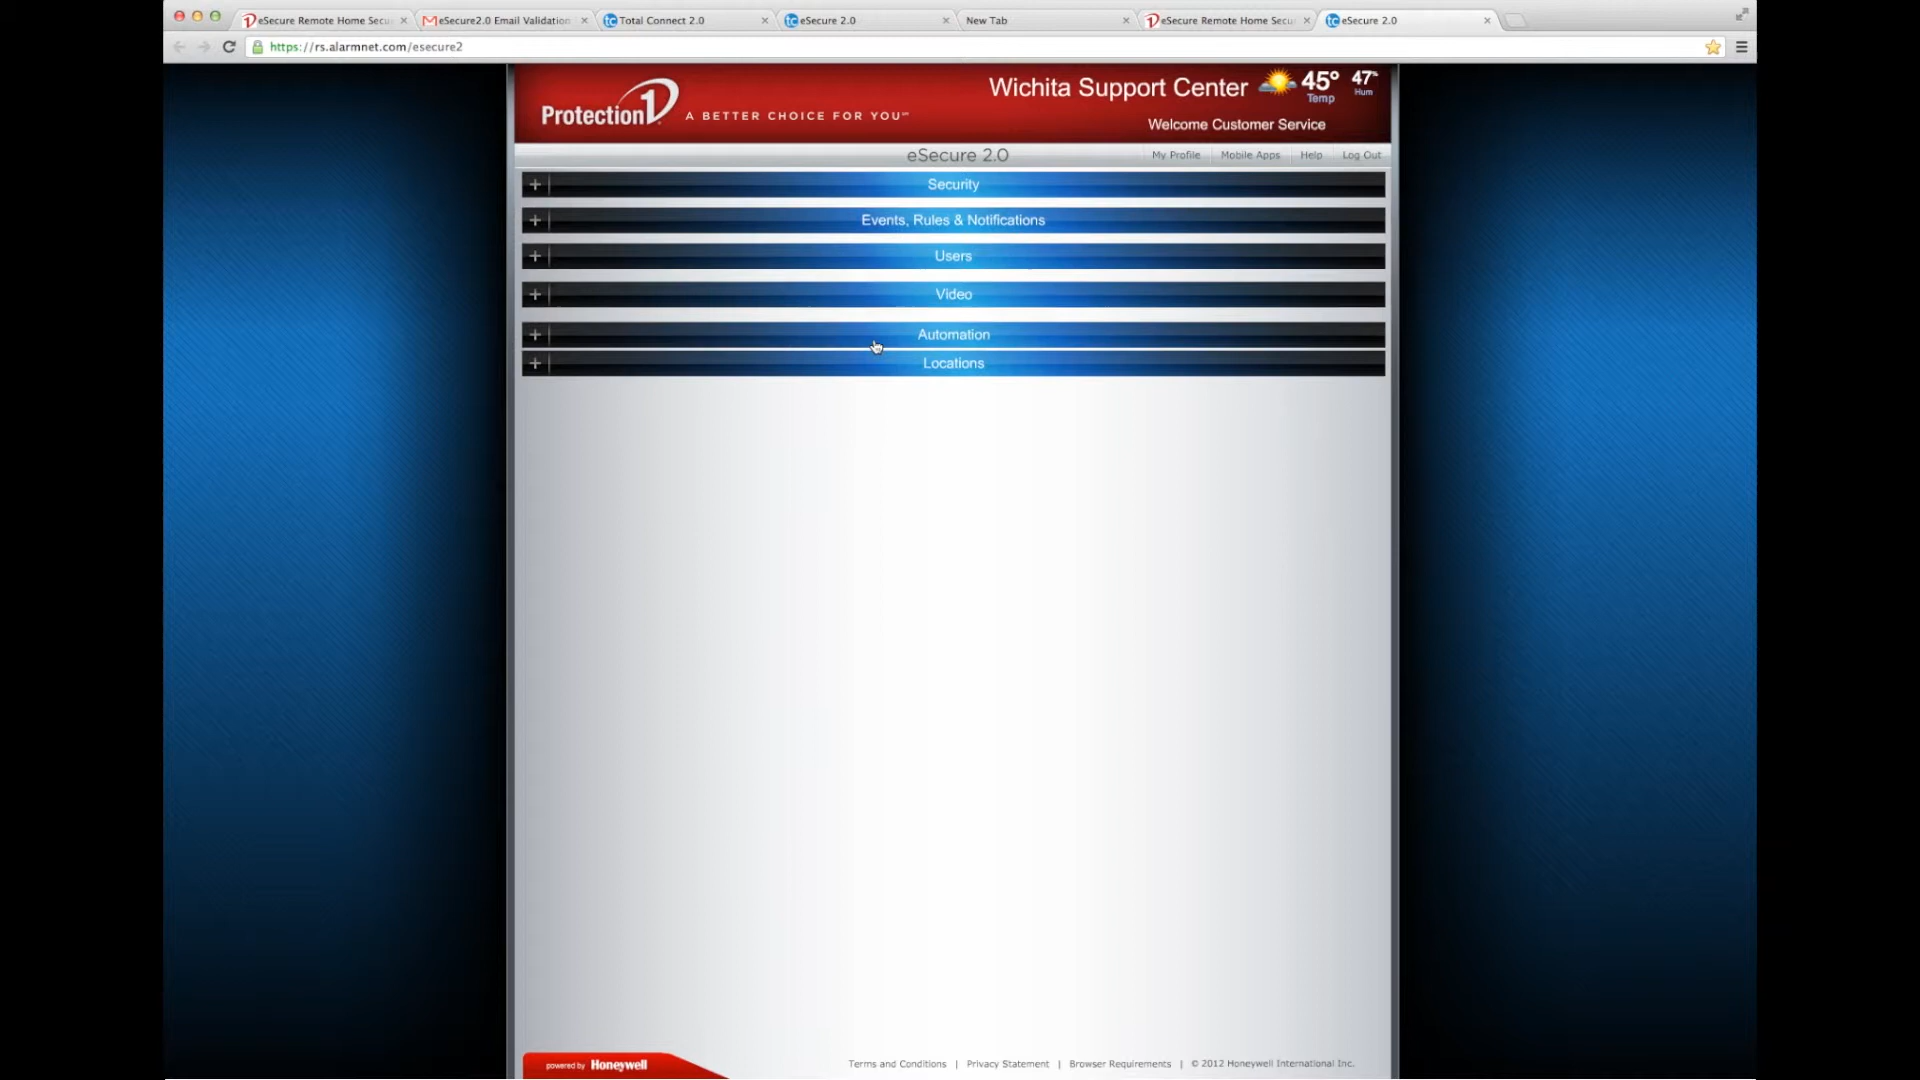 eSecure Remote Home Secu
eSecure2.0 Email Validation
Total Connect 2.0
eSecure 2.0
New Tab
eSecure Remote Home Secu
eSecure 2.0
https://rs.alarmnet.com/esecure2
Protection1
A BETTER CHOICE FOR YOU
Wichita Support Center
45° Temp
47% Hum
Welcome Customer Service
eSecure 2.0
My Profile | Mobile Apps | Help | Log Out
Security
Events, Rules & Notifications
Users
Video
Automation
Locations
powered by Honeywell
Terms and Conditions | Privacy Statement | Browser Requirements | © 2012 Honeywell International Inc.